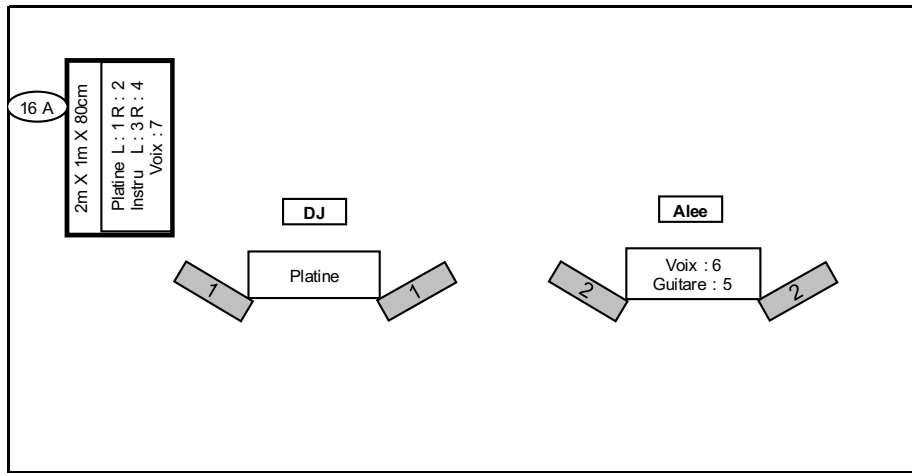 16 A
2m X 1m X 80cm
Platine L : 1 R : 2
Instru L : 3 R : 4
Voix : 7
DJ
Platine
1
1
Alee
Voix : 6
Guitare : 5
2
2